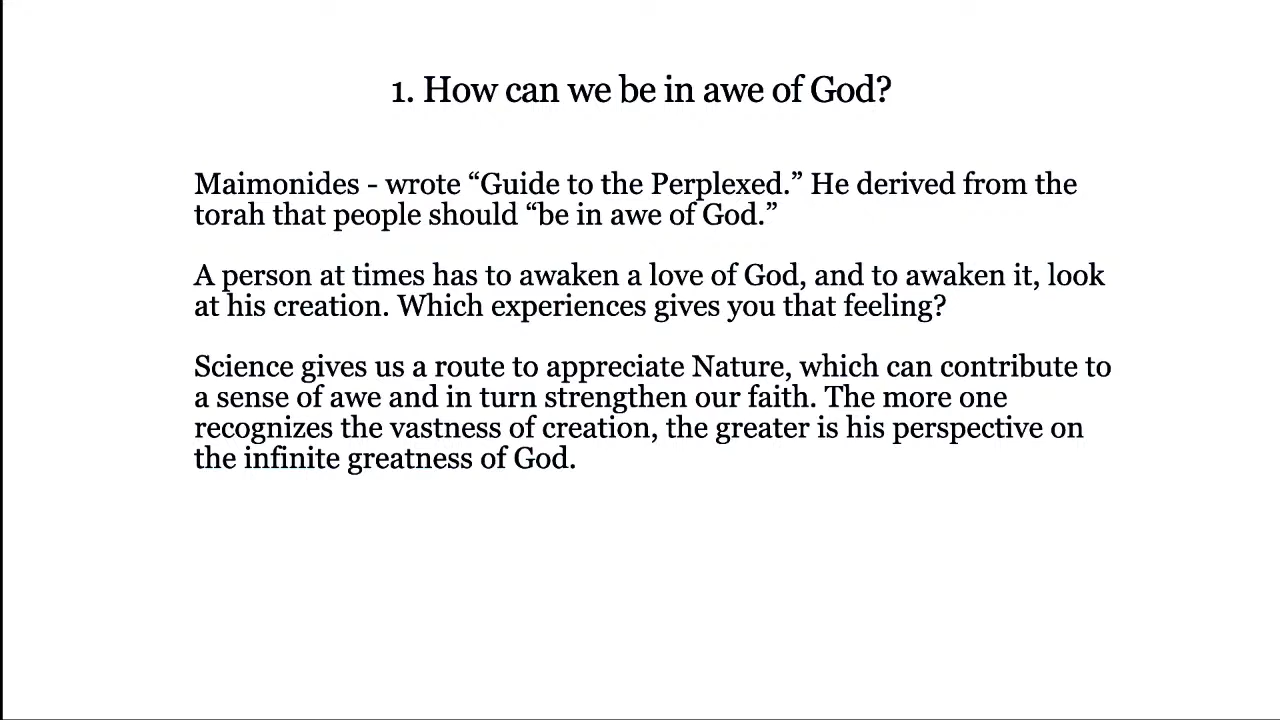 1. How can we be in awe of God?
Maimonides - wrote “Guide to the Perplexed.” He derived from the
torah that people should “be in awe of God.”
A person at times has to awaken a love of God, and to awaken it, look
at his creation. Which experiences gives you that feeling?
Science gives us a route to appreciate Nature, which can contribute to
a sense of awe and in turn strengthen our faith. The more one
recognizes the vastness of creation, the greater is his perspective on
the infinite greatness of God.